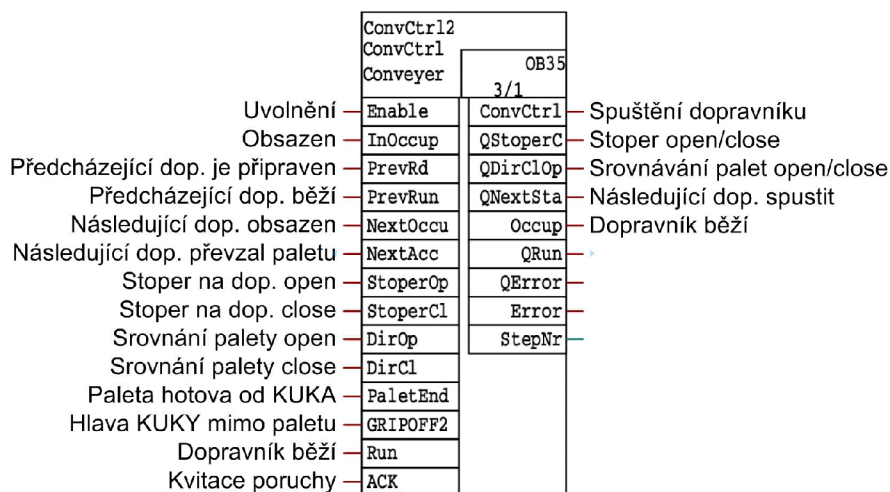 ConvCtrl2
ConvCtrl
Conveyer
OB35
3/1
Uvolnění Enable ConvCtrl Spuštění dopravníku
Obsazen InOccup QStoperC Stoper open/close
Předcházející dop. je připraven PrevRd QDirClOp Srovnávání palet open/close
Předcházející dop. běží PrevRun QNextSta Následující dop. spustit
Následující dop. obsazen NextOccu Occup Dopravník běží
Následující dop. převzal paletu NextAcc QRun
Stoper na dop. open StoperOp QError
Stoper na dop. close StoperCl Error
Srovnání palety open DirOp StepNr
Srovnání palety close DirCl
Paleta hotova od KUKA PaletEnd
Hlava KUKY mimo paletu GRIPOFF2
Dopravník běží Run
Kvitace poruchy ACK